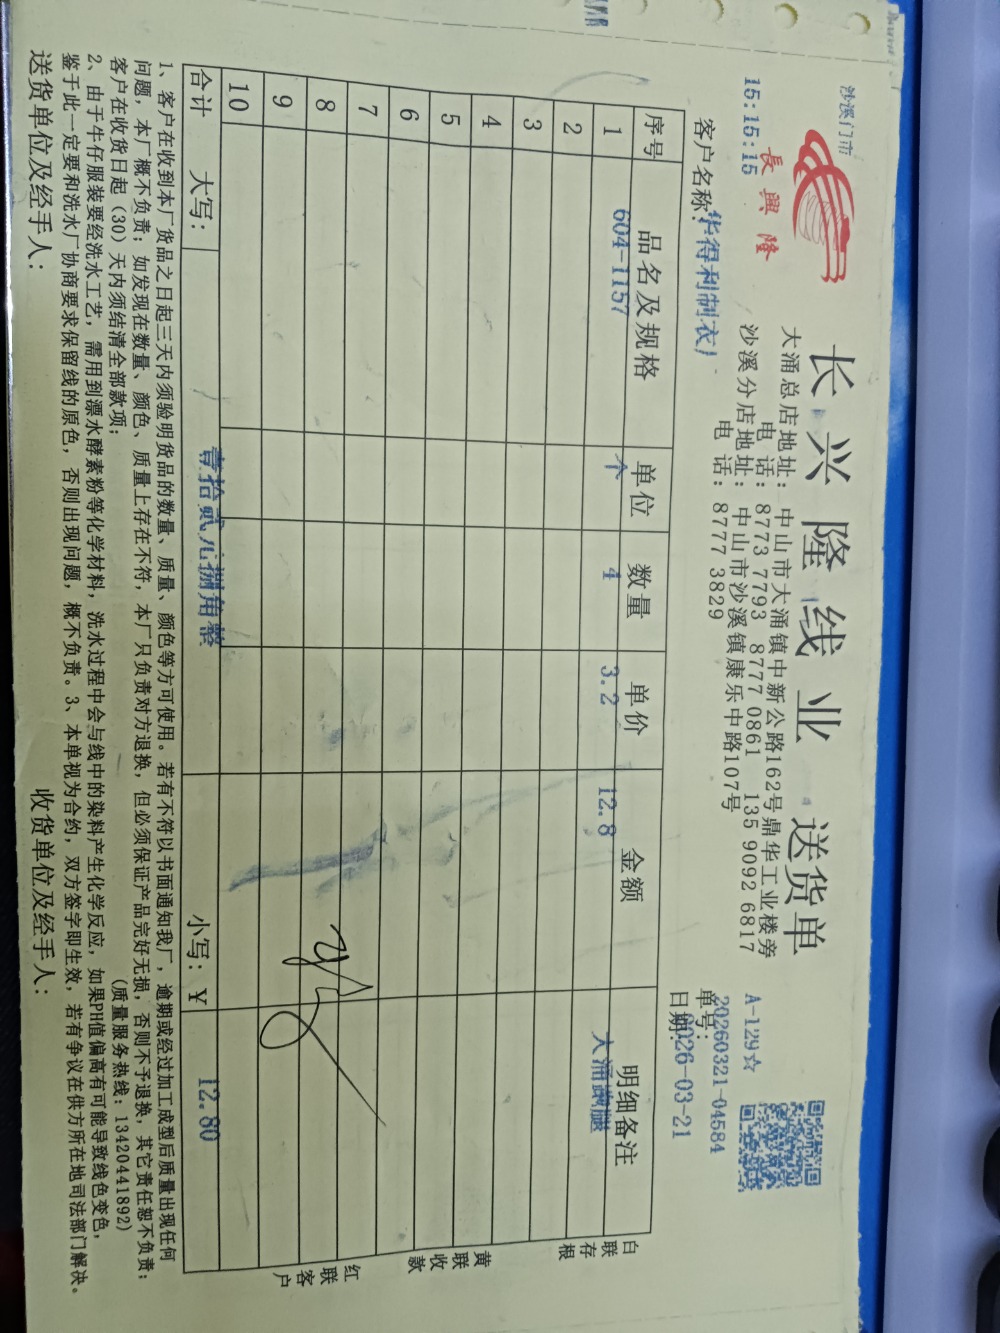 沙溪门市
15:15:15
長興隆
长兴隆线业 送货单
大涌总店地址: 中山市大涌镇中新公路162号鼎华工业楼旁
电 话: 8773 7793 8777 0861 135 9092 6817
沙溪分店地址: 中山市沙溪镇康乐中路107号
电 话: 8777 3829
A-129☆
单号: 20260321-04584
日期: 2026-03-21
客户名称: 华得利制衣厂
序号 品名及规格 单位 数量 单价 金额 明细备注
1 604-1157 个 4 3.2 12.8 大涌
2
3
4
5
6
7
8
9
10
合计 大写: 壹拾贰元捌角整 小写: ¥ 12.80
白联存根
黄联收款
红联客户
1、客户在收到本厂货品之日起三天内须验明货品的数量、质量、颜色等方可使用。若有不符以书面通知我厂，逾期或经过加工成型后质量出现任何
问题，本厂概不负责；如发现在数量、颜色、质量上存在不符，本厂只负责对方退换，但必须保证产品完好无损，否则不予退换，其它责任恕不负责；
客户在收货日起（30）天内须结清全部款项； (质量服务热线: 13420441892)
2、由于牛仔服装要经洗水工艺，需用到漂水酵素粉等化学材料，洗水过程中会与线中的染料产生化学反应，如果PH值偏高有可能导致线色变色，
鉴于此一定要和洗水厂协商要求保留线的原色，否则出现问题，概不负责。3、本单视为合约，双方签字即生效，若有争议在供方所在地司法部门解决。
送货单位及经手人: 收货单位及经手人: